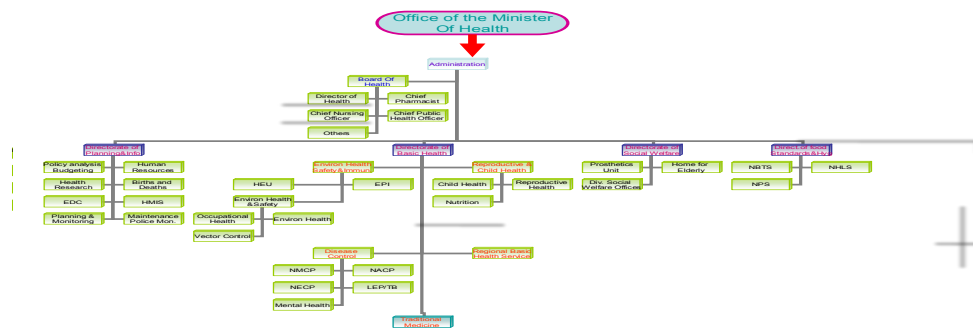 Office of the Minister
Of Health
Administration
Board Of
Health
Director of
Health
Chief
Pharmacist
Chief Nursing
Officer
Chief Public
Health Officer
Others
Directorate of
Planning&Info
Directorate of
Basic Health
Directorate of
Social Welfare
Policy analysis
Budgeting
Human
Resources
Health
Research
Births and
Deaths
EDC
HMIS
Planning &
Monitoring
Maintenance
Police Mon.
Environ Health
Safety&Immun
HEU
EPI
Environ Health
&Safety
Occupational
Health
Environ Health
Vector Control
Reproductive &
Child Health
Child Health
Reproductive
Health
Nutrition
Disease
Control
NMCP
NACP
NECP
LEP/TB
Mental Health
Regional Basic
Health Service
Traditional
Medicine
Prosthetics
Unit
Home for
Elderly
Div. Social
Welfare Offices
NBTS
NHLS
NPS